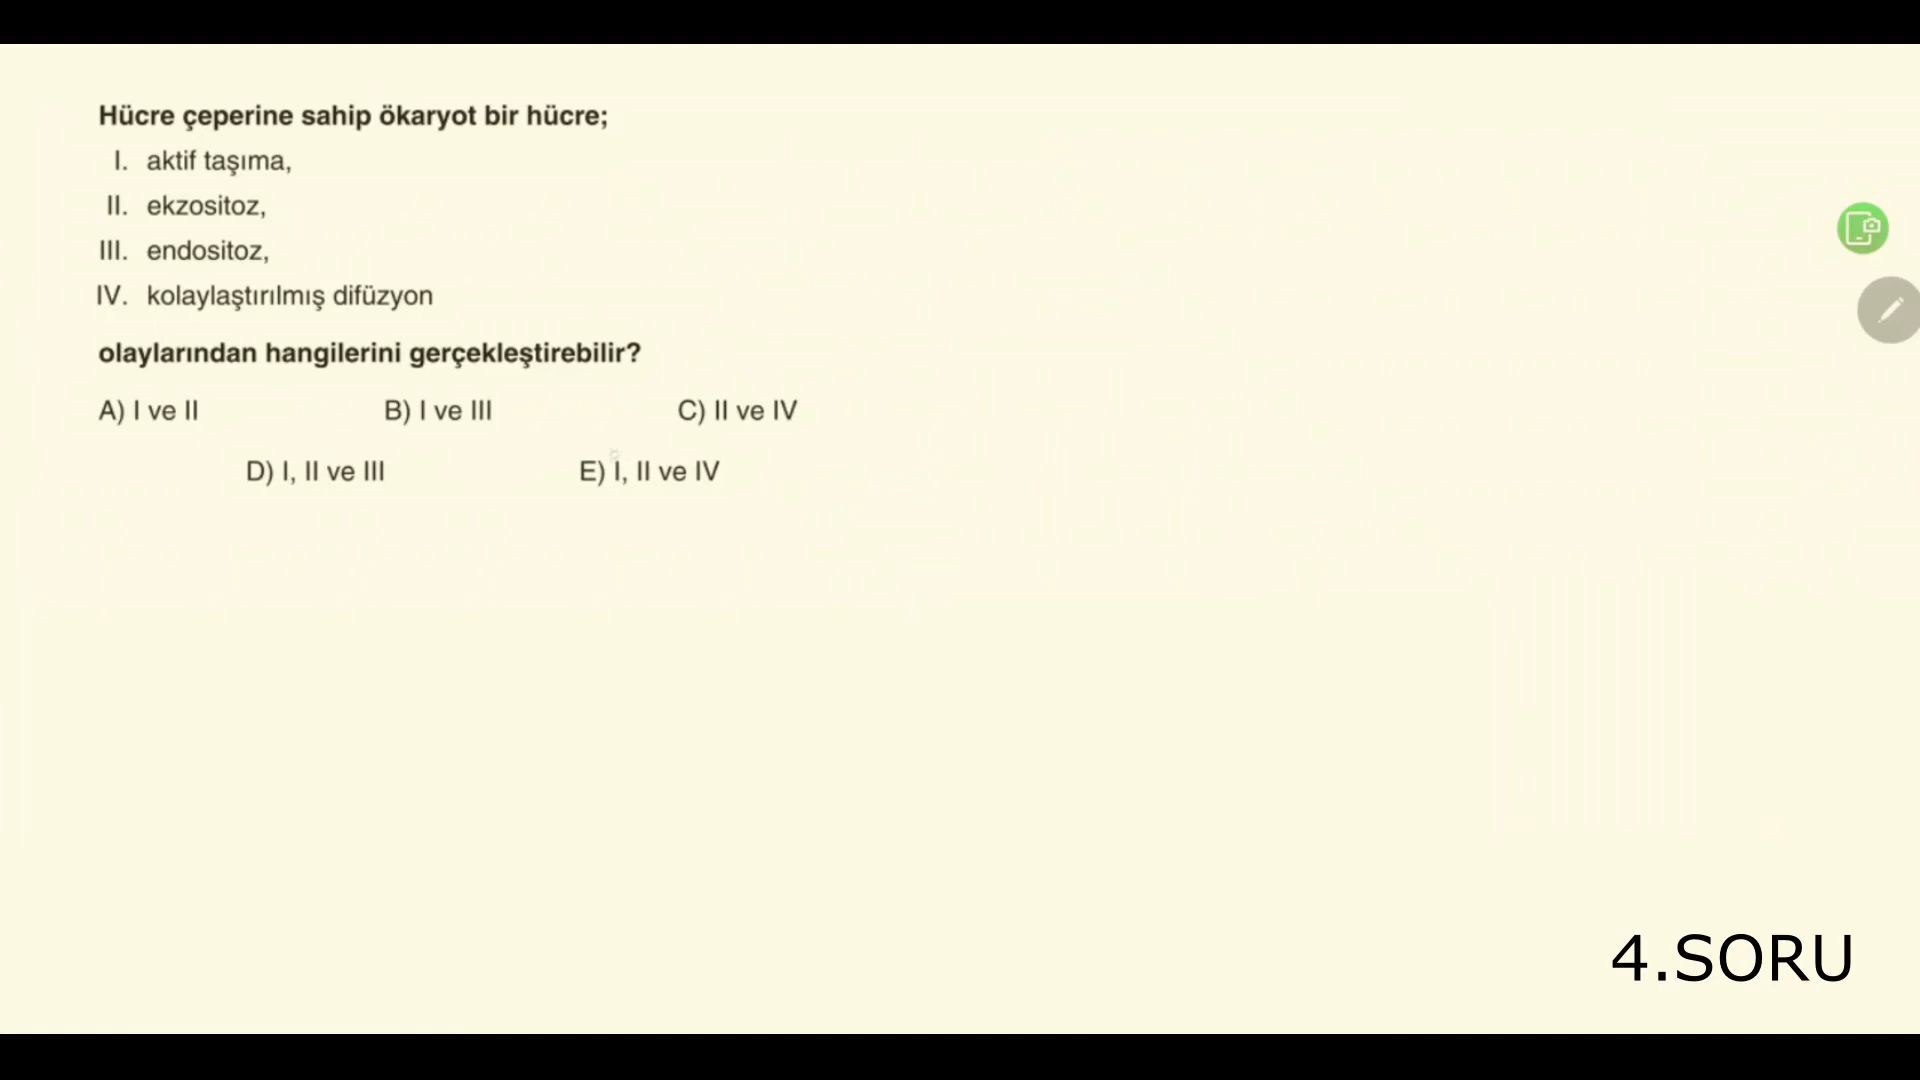 Hücre çeperine sahip ökaryot bir hücre;
I. aktif taşıma,
II. ekzositoz,
III. endositoz,
IV. kolaylaştırılmış difüzyon
olaylarından hangilerini gerçekleştirebilir?
A) I ve II B) I ve III C) II ve IV
D) I, II ve III E) I, II ve IV
4.SORU